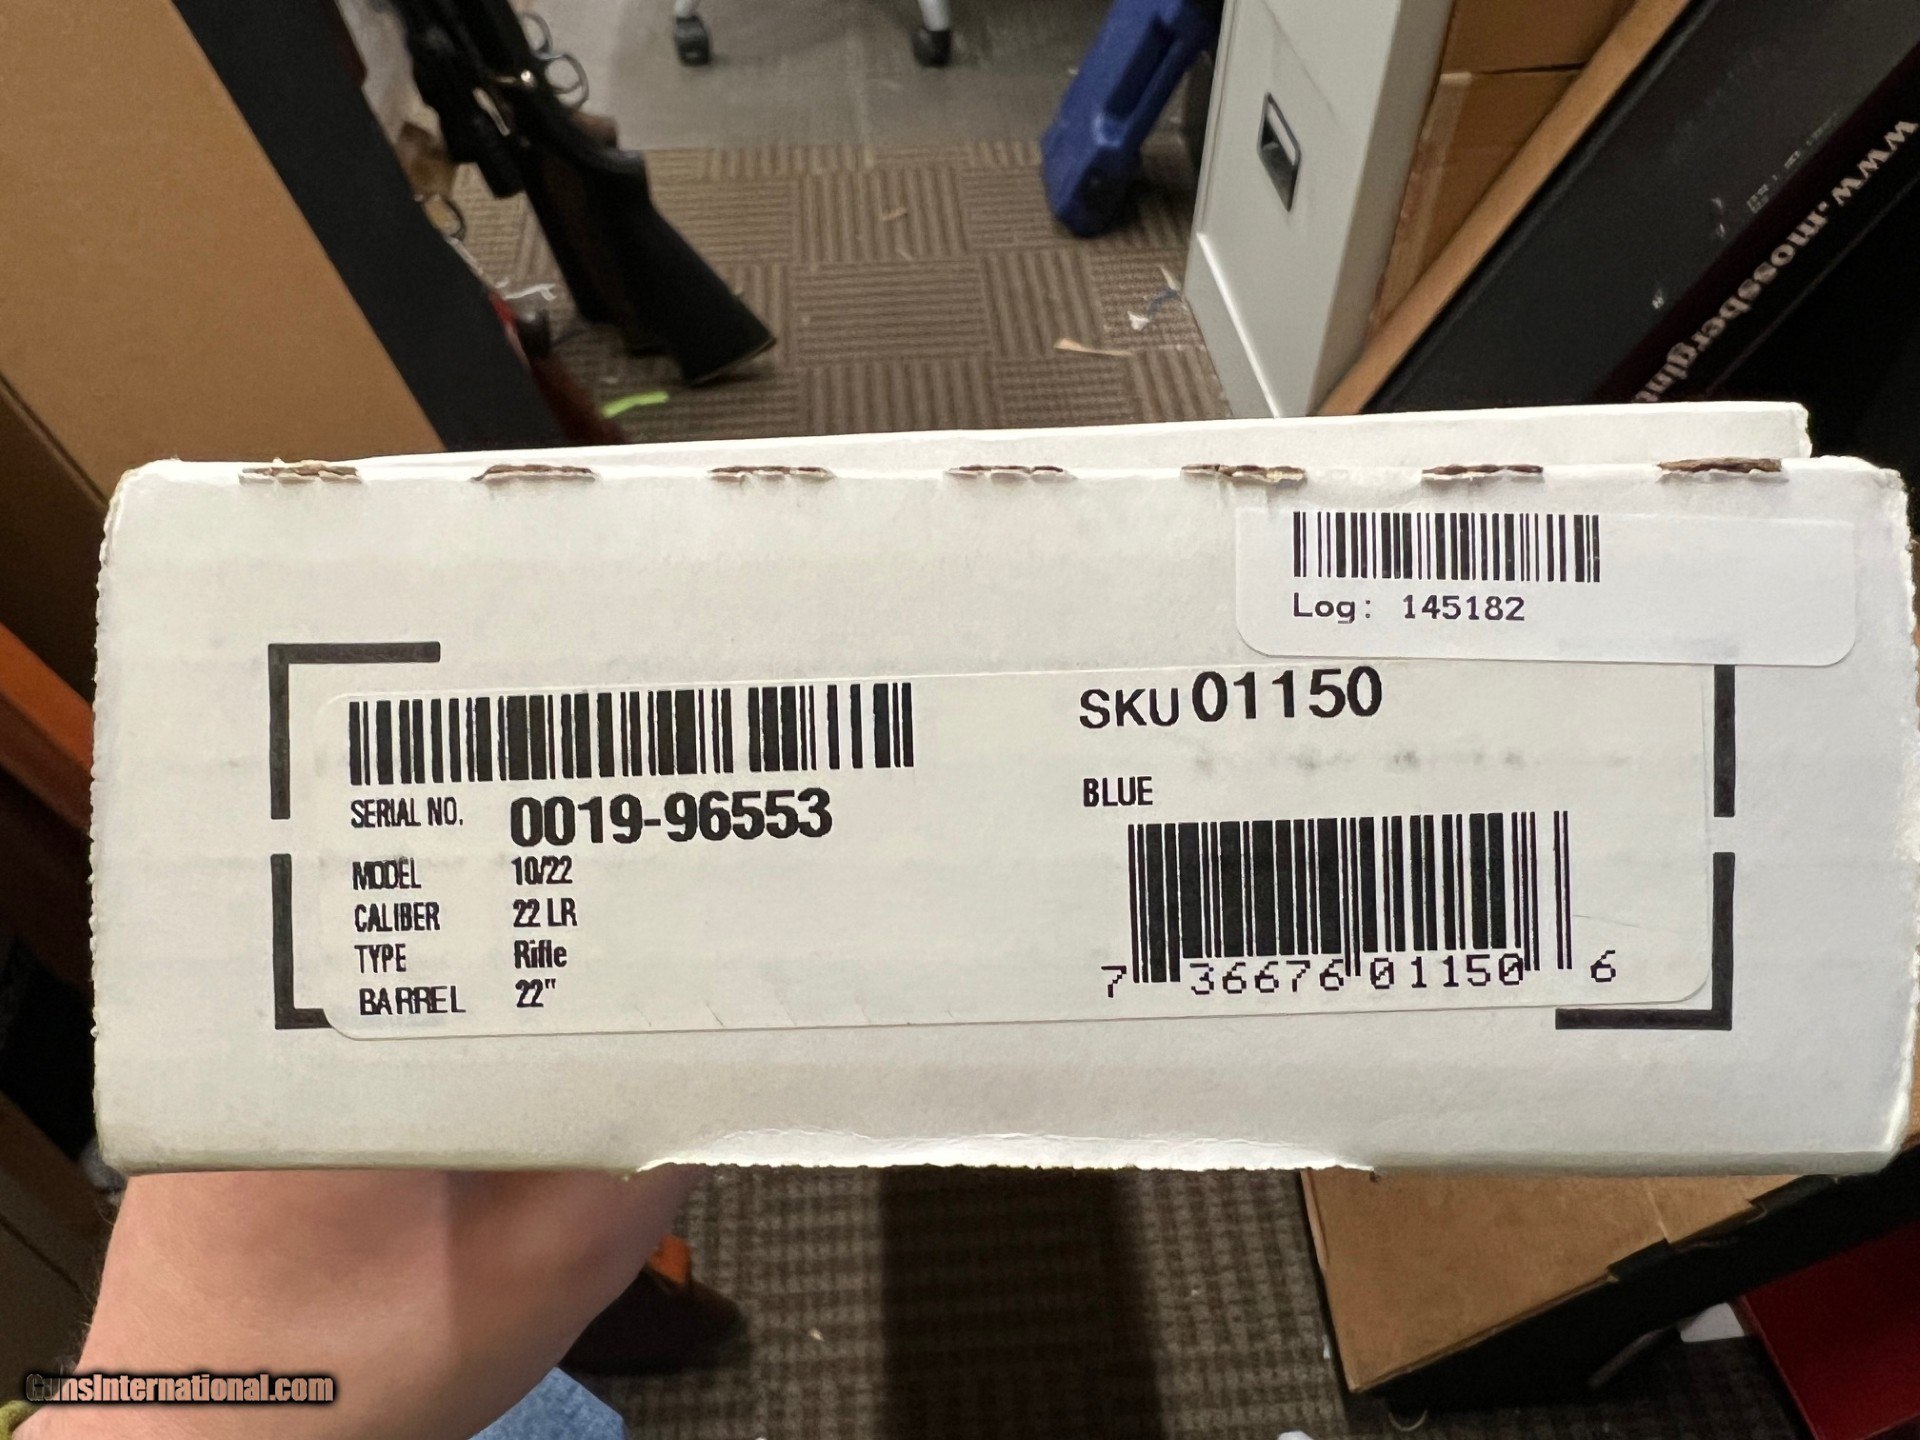 www.mossberg
Log: 145182
SKU 01150
BLUE
SERIAL NO. 0019-96553
MODEL 10/22
CALIBER 22 LR
TYPE Rifle
BARREL 22"
7 36676 01150 6
GunsInternational.com